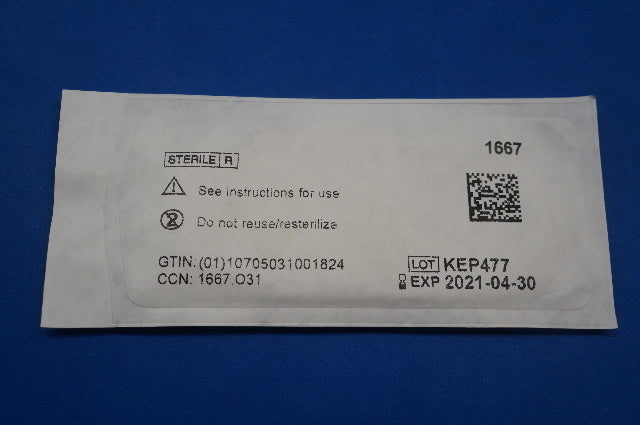 1667
STERILE R
See instructions for use
Do not reuse/resterilize
GTIN: (01)10705031001824
CCN: 1667.O31
LOT KEP477
EXP 2021-04-30